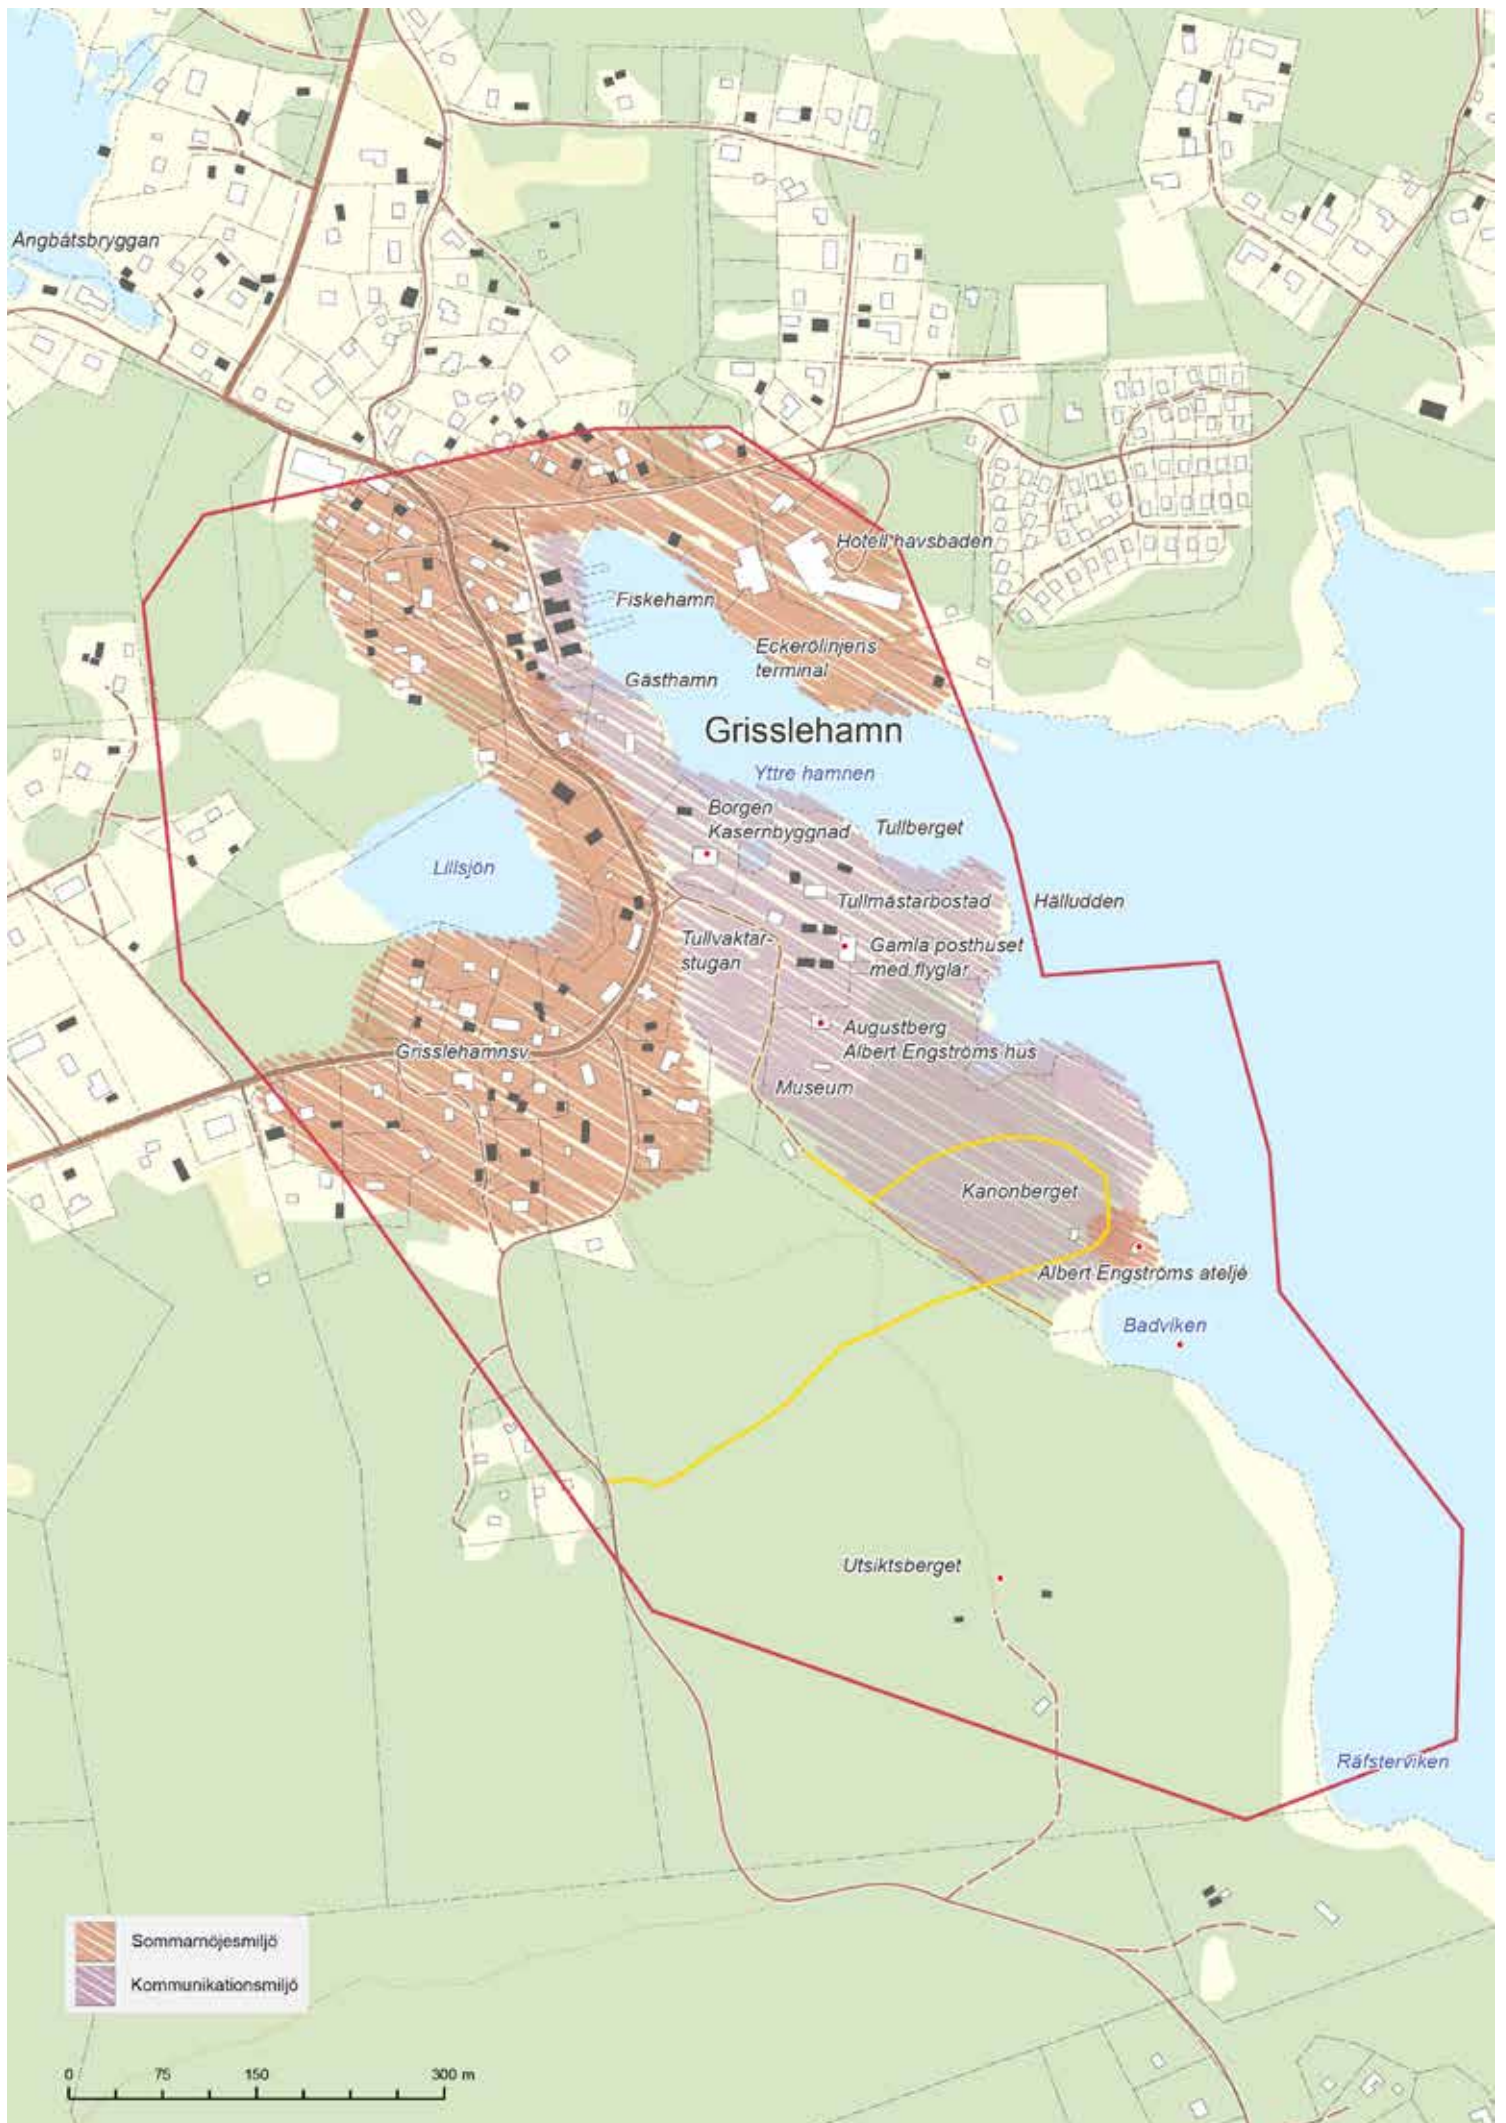 Ångbåtsbryggan
Hotell havsbaden
Fiskehamn
Eckerölinjens
terminal
Gästhamn
Grisslehamn
Yttre hamnen
Borgen
Kasernbyggnad
Tullberget
Lillsjön
Tullmästarbostad
Hälludden
Tullvaktar-
stugan
Gamla posthuset
med flyglar
Augustberg
Albert Engströms hus
Grisslehamnsv.
Museum
Kanonberget
Albert Engströms ateljé
Badviken
Utsiktsberget
Räfsterviken
Sommarnöjesmiljö
Kommunikationsmiljö
0 75 150 300 m